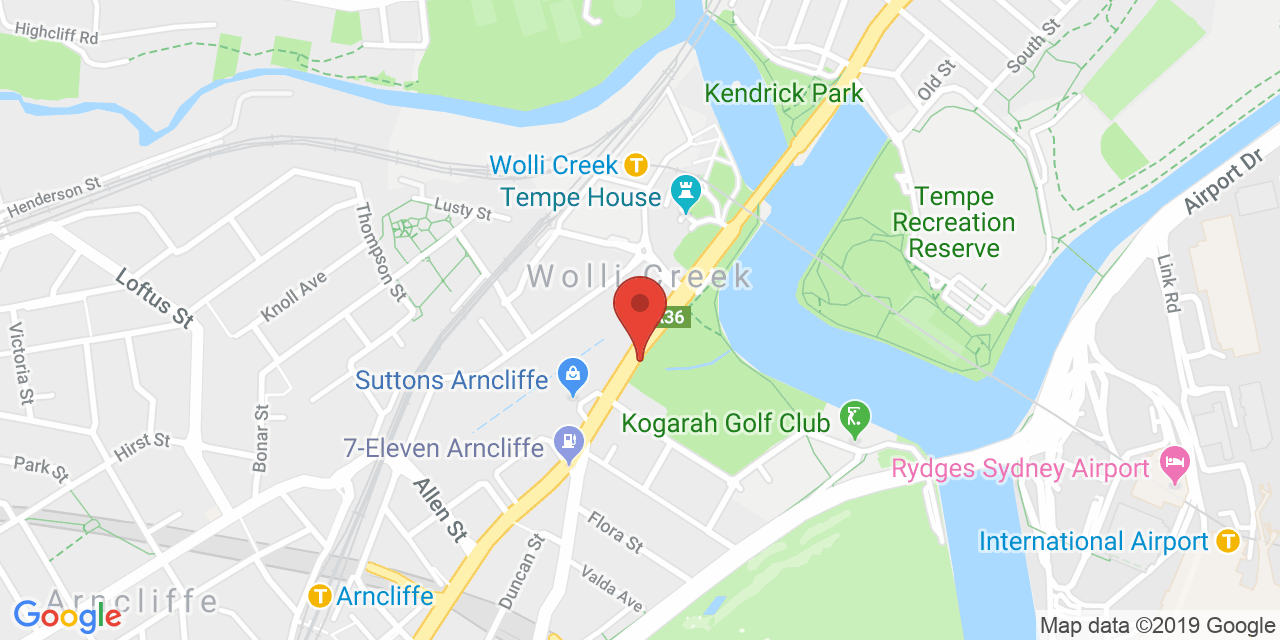 Highcliff Rd
South St
Old St
Kendrick Park
Airport Dr
Wolli Creek
T
Henderson St
Tempe House
Lusty St
Tempe
Recreation
Reserve
Thompson St
Wolli Creek
Loftus St
Knoll Ave
Link Rd
A36
Victoria St
Suttons Arncliffe
Kogarah Golf Club
Bonar St
Hirst St
7-Eleven Arncliffe
Park St
Rydges Sydney Airport
Allen St
Flora St
International Airport
T
Duncan St
Valda Ave
T
Arncliffe
Arncliffe
Google
Map data ©2019 Google